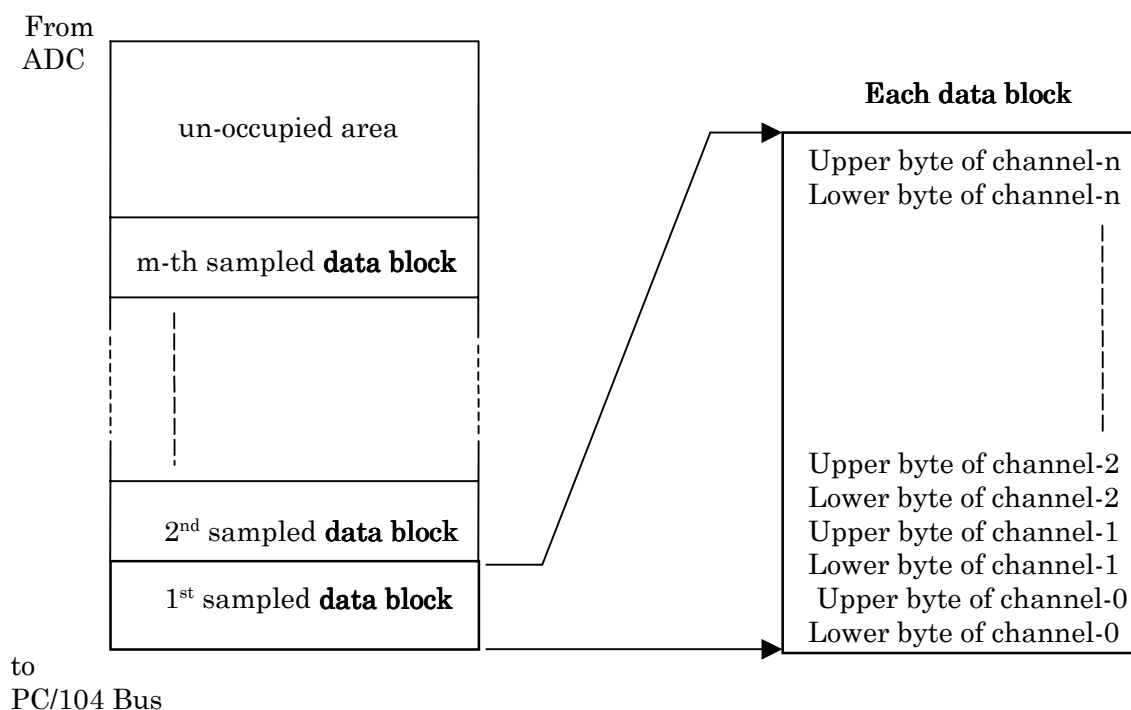 From
ADC
un-occupied area
m-th sampled data block
2nd sampled data block
1st sampled data block
to
PC/104 Bus
Each data block
Upper byte of channel-n
Lower byte of channel-n
Upper byte of channel-2
Lower byte of channel-2
Upper byte of channel-1
Lower byte of channel-1
Upper byte of channel-0
Lower byte of channel-0